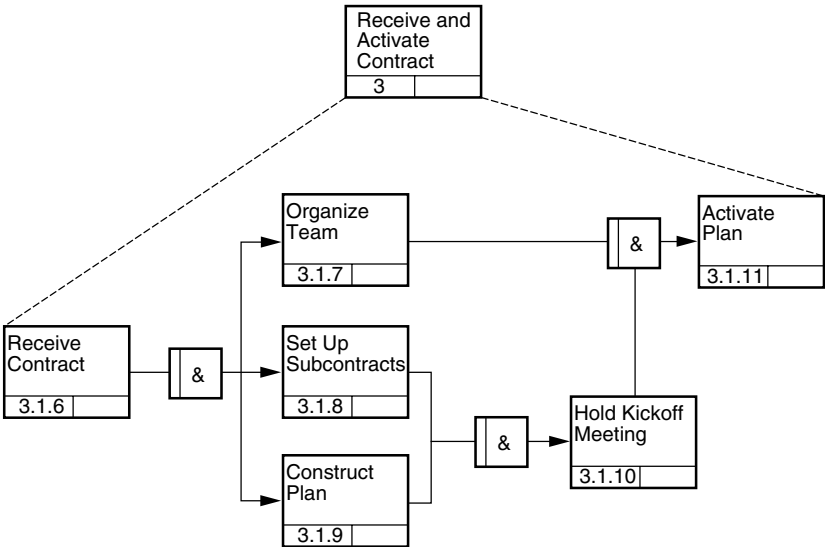 Receive and
Activate
Contract
3
Organize
Team
3.1.7
&
Activate
Plan
3.1.11
Receive
Contract
3.1.6
&
Set Up
Subcontracts
3.1.8
Hold Kickoff
Meeting
3.1.10
&
Construct
Plan
3.1.9